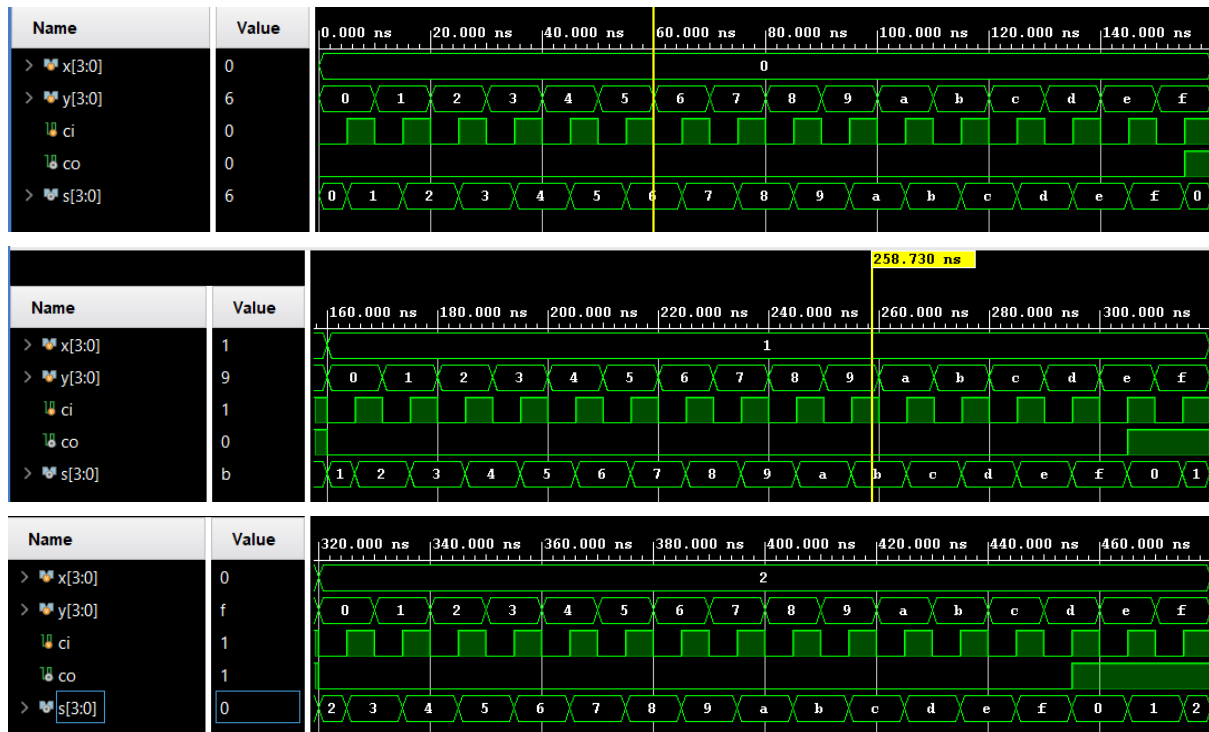 Name Value 0.000 ns 20.000 ns 40.000 ns 60.000 ns 80.000 ns 100.000 ns 120.000 ns 140.000 ns
x[3:0] 0 0
y[3:0] 6 0 1 2 3 4 5 6 7 8 9 a b c d e f
ci 0
co 0
s[3:0] 6 0 1 2 3 4 5 6 7 8 9 a b c d e f 0
258.730 ns
Name Value 160.000 ns 180.000 ns 200.000 ns 220.000 ns 240.000 ns 260.000 ns 280.000 ns 300.000 ns
x[3:0] 1 1
y[3:0] 9 0 1 2 3 4 5 6 7 8 9 a b c d e f
ci 1
co 0
s[3:0] b 1 2 3 4 5 6 7 8 9 a b c d e f 0 1
Name Value 320.000 ns 340.000 ns 360.000 ns 380.000 ns 400.000 ns 420.000 ns 440.000 ns 460.000 ns
x[3:0] 0 2
y[3:0] f 0 1 2 3 4 5 6 7 8 9 a b c d e f
ci 1
co 1
s[3:0] 0 2 3 4 5 6 7 8 9 a b c d e f 0 1 2